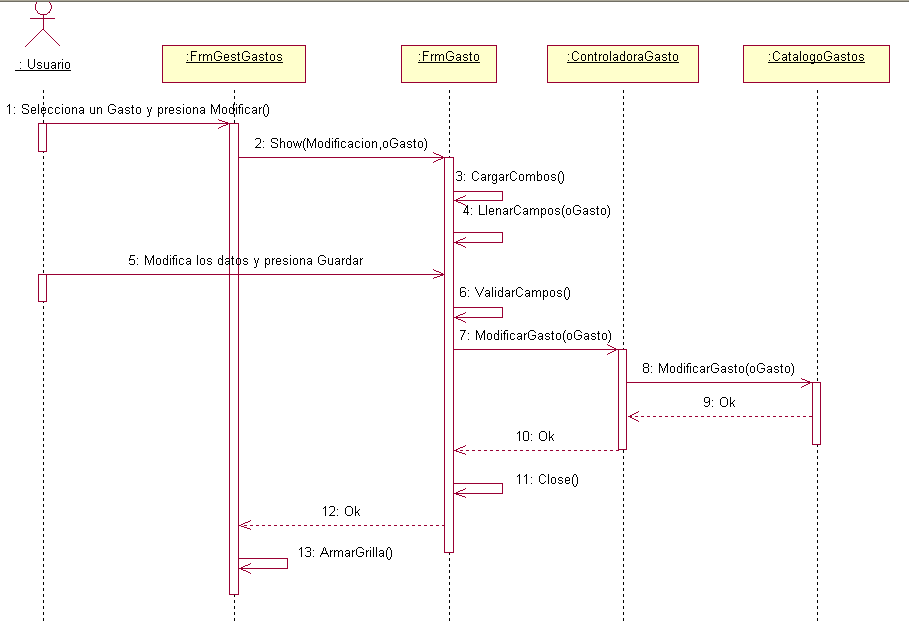 : Usuario
:FrmGestGastos
:FrmGasto
:ControladoraGasto
:CatalogoGastos
1: Selecciona un Gasto y presiona Modificar()
2: Show(Modificacion,oGasto)
3: CargarCombos()
4: LlenarCampos(oGasto)
5: Modifica los datos y presiona Guardar
6: ValidarCampos()
7: ModificarGasto(oGasto)
8: ModificarGasto(oGasto)
9: Ok
10: Ok
11: Close()
12: Ok
13: ArmarGrilla()